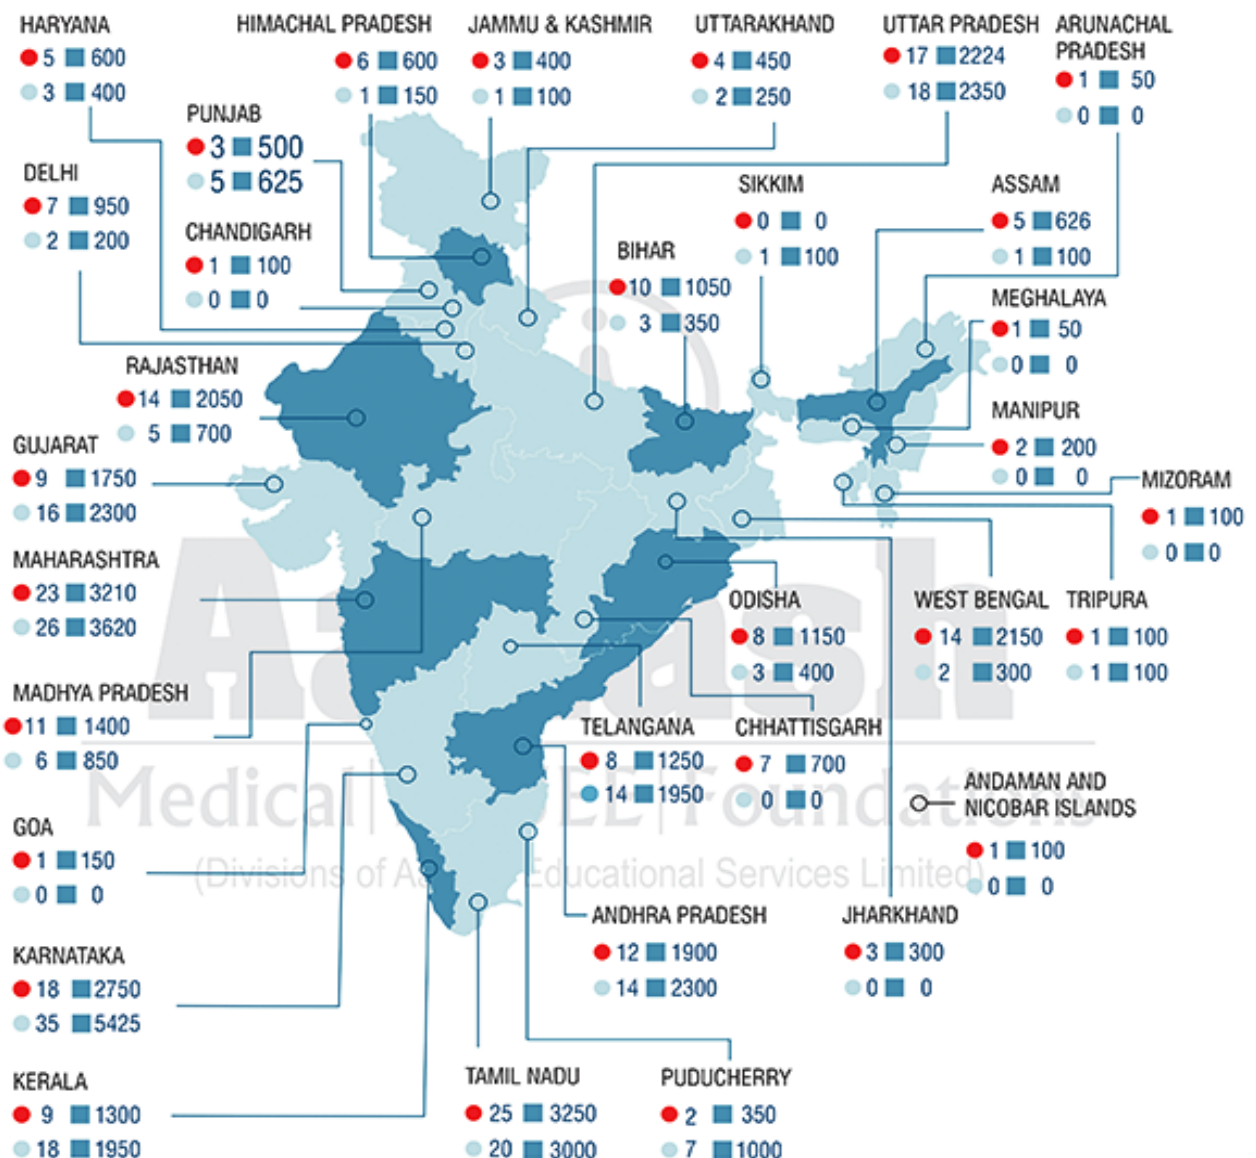 HARYANA
5 600
3 400
HIMACHAL PRADESH
6 600
1 150
JAMMU & KASHMIR
3 400
1 100
UTTARAKHAND
4 450
2 250
UTTAR PRADESH
17 2224
18 2350
ARUNACHAL
PRADESH
1 50
0 0
PUNJAB
3 500
5 625
DELHI
7 950
2 200
CHANDIGARH
1 100
0 0
SIKKIM
0 0
1 100
ASSAM
5 626
1 100
BIHAR
10 1050
3 350
MEGHALAYA
1 50
0 0
RAJASTHAN
14 2050
5 700
MANIPUR
2 200
0 0
GUJARAT
9 1750
16 2300
MIZORAM
1 100
0 0
MAHARASHTRA
23 3210
26 3620
ODISHA
8 1150
3 400
WEST BENGAL
14 2150
2 300
TRIPURA
1 100
1 100
MADHYA PRADESH
11 1400
6 850
TELANGANA
8 1250
14 1950
CHHATTISGARH
7 700
0 0
ANDAMAN AND
NICOBAR ISLANDS
1 100
0 0
GOA
1 150
0 0
ANDHRA PRADESH
12 1900
14 2300
JHARKHAND
3 300
0 0
KARNATAKA
18 2750
35 5425
KERALA
9 1300
18 1950
TAMIL NADU
25 3250
20 3000
PUDUCHERRY
2 350
7 1000
Medical| |Foundations
(Divisions of Educational Services Limited)